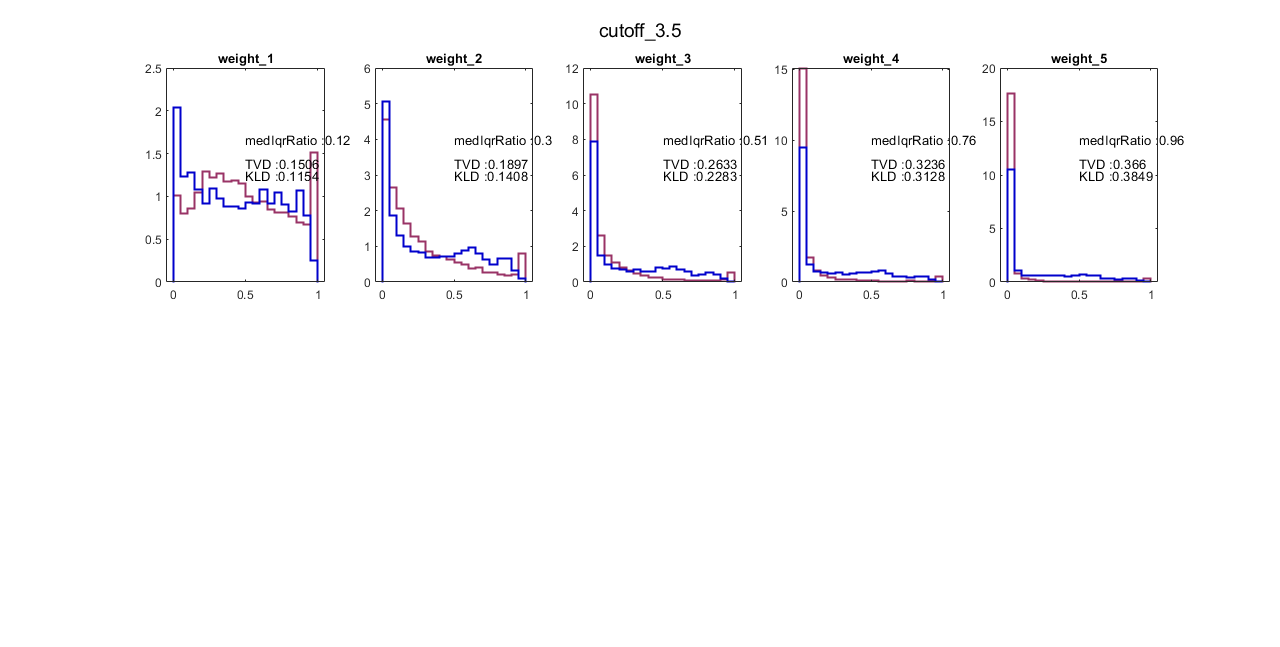 cutoff_3.5
weight_1
2.5
2
1.5
1
0.5
0
0
0.5
1
medIqrRatio :0.12
TVD :0.1506
KLD :0.1154
weight_2
6
5
4
3
2
1
0
0
0.5
1
medIqrRatio :0.3
TVD :0.1897
KLD :0.1408
weight_3
12
10
8
6
4
2
0
0
0.5
1
medIqrRatio :0.51
TVD :0.2633
KLD :0.2283
weight_4
15
10
5
0
0
0.5
1
medIqrRatio :0.76
TVD :0.3236
KLD :0.3128
weight_5
20
15
10
5
0
0
0.5
1
medIqrRatio :0.96
TVD :0.366
KLD :0.3849